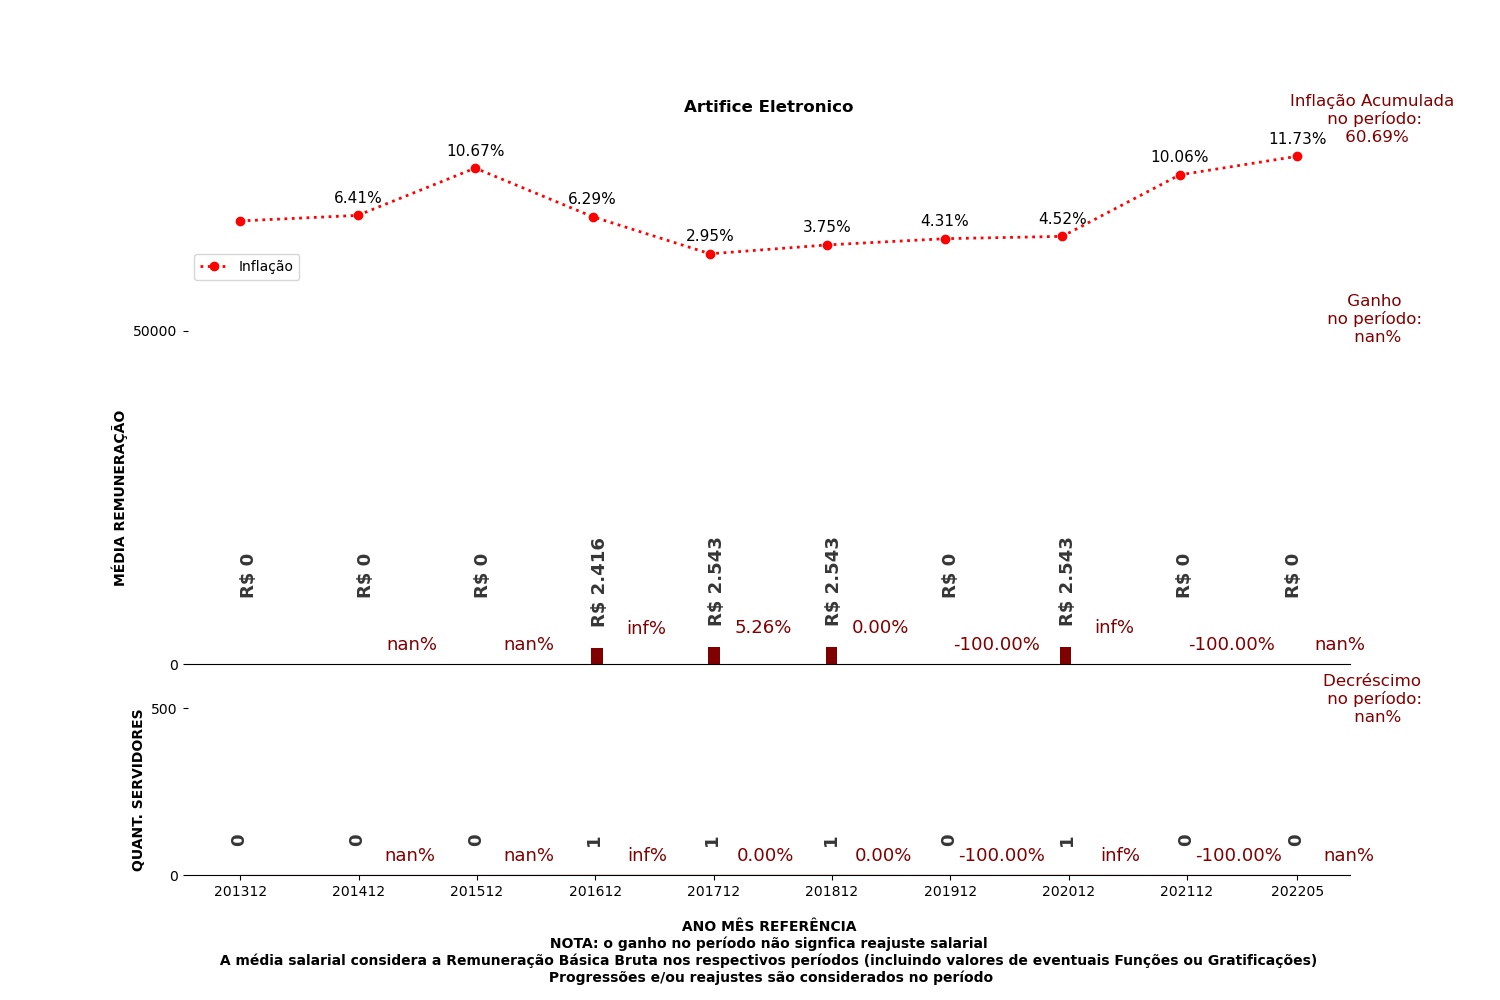 Artifice Eletronico
Inflação Acumulada
no período:
60.69%
6.41%
10.67%
6.29%
2.95%
3.75%
4.31%
4.52%
10.06%
11.73%
Inflação
Ganho
no período:
nan%
50000
0
MÉDIA REMUNERAÇÃO
R$ 0
R$ 0
R$ 0
R$ 2.416
R$ 2.543
R$ 2.543
R$ 0
R$ 2.543
R$ 0
R$ 0
nan%
nan%
inf%
5.26%
0.00%
-100.00%
inf%
-100.00%
nan%
Decréscimo
no período:
nan%
500
0
QUANT. SERVIDORES
0
0
0
1
1
1
0
1
0
0
nan%
nan%
inf%
0.00%
0.00%
-100.00%
inf%
-100.00%
nan%
201312
201412
201512
201612
201712
201812
201912
202012
202112
202205
ANO MÊS REFERÊNCIA
NOTA: o ganho no período não signfica reajuste salarial
A média salarial considera a Remuneração Básica Bruta nos respectivos períodos (incluindo valores de eventuais Funções ou Gratificações)
Progressões e/ou reajustes são considerados no período